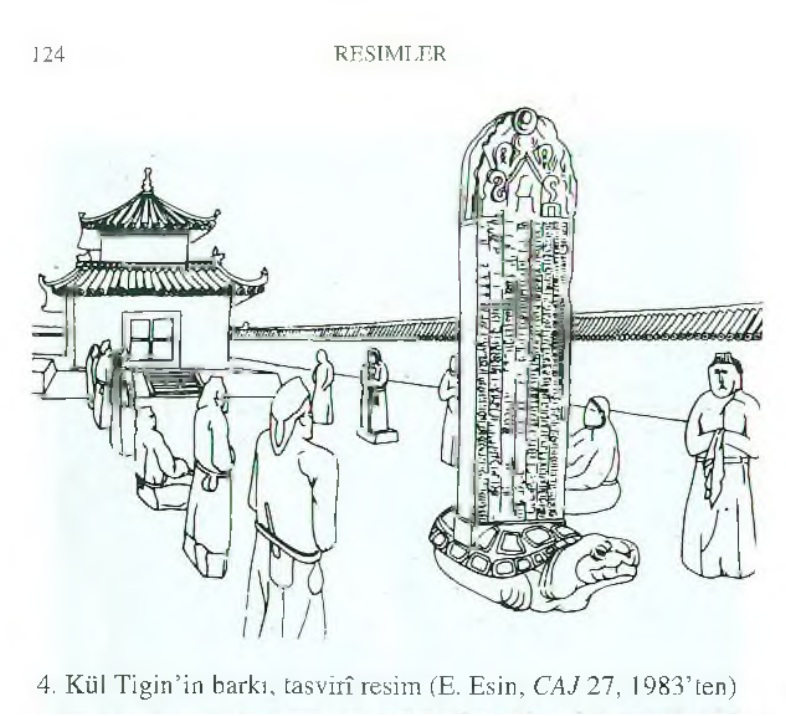 124
RESIMLER
4. Kül Tigin'in barkı, tasvirî resim (E. Esin, CAJ 27, 1983'ten)